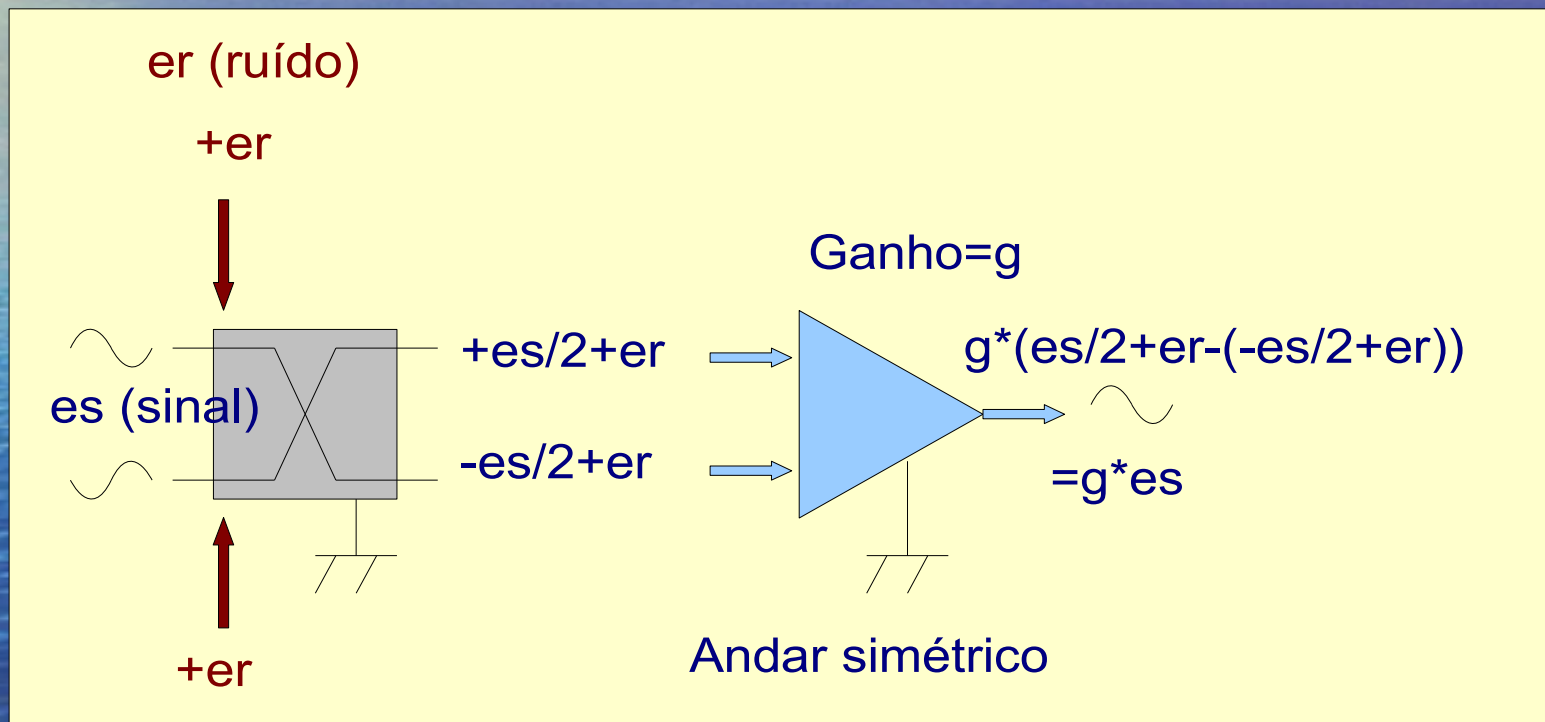 er (ruído)
+er
Ganho=g
+es/2+er
g*(es/2+er-(-es/2+er))
es (sinal)
-es/2+er
=g*es
Andar simétrico
+er